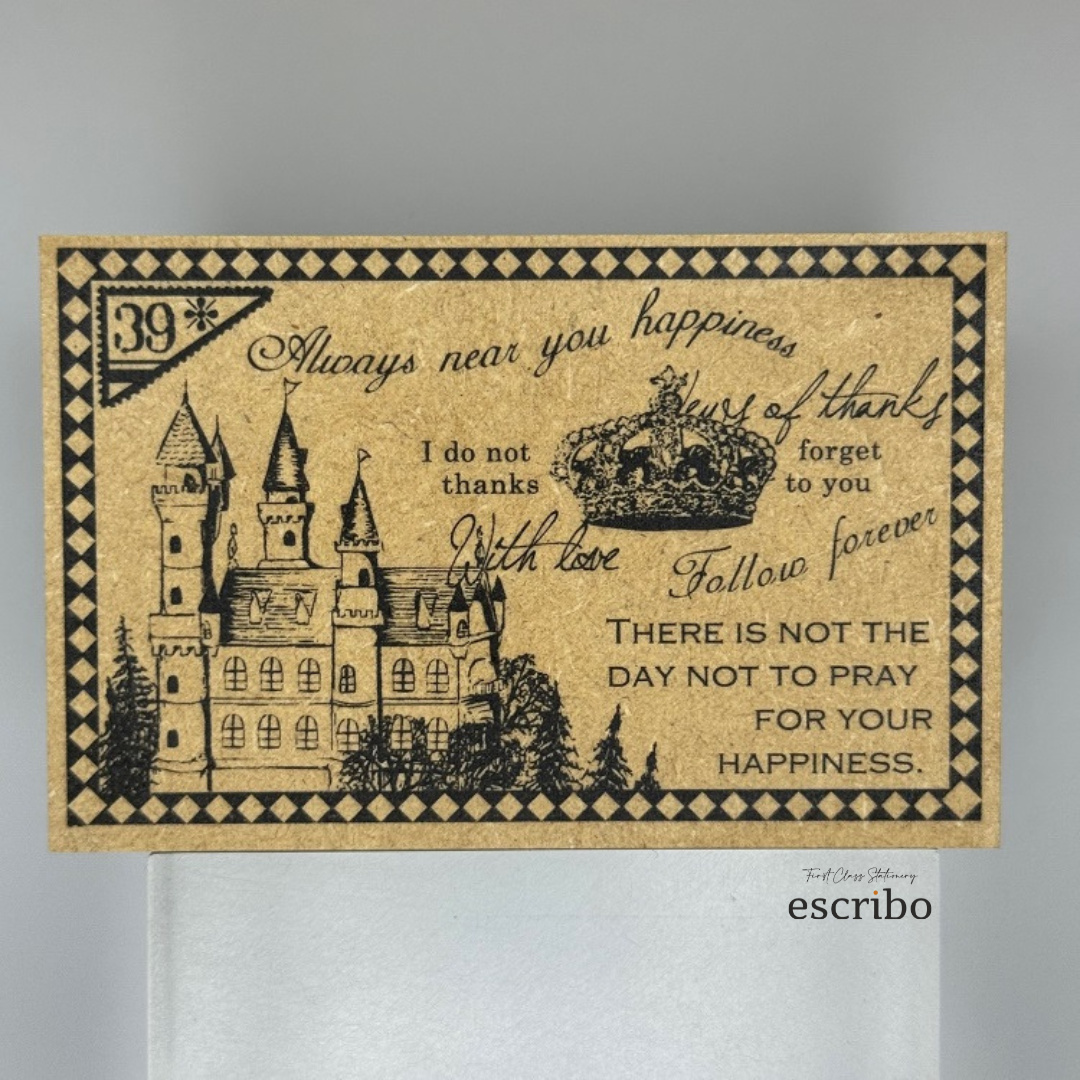 39
Always near you happiness
of thanks
I do not forget
thanks to you
With love
Follow forever
THERE IS NOT THE
DAY NOT TO PRAY
FOR YOUR
HAPPINESS.
First Class Stationery
escribo